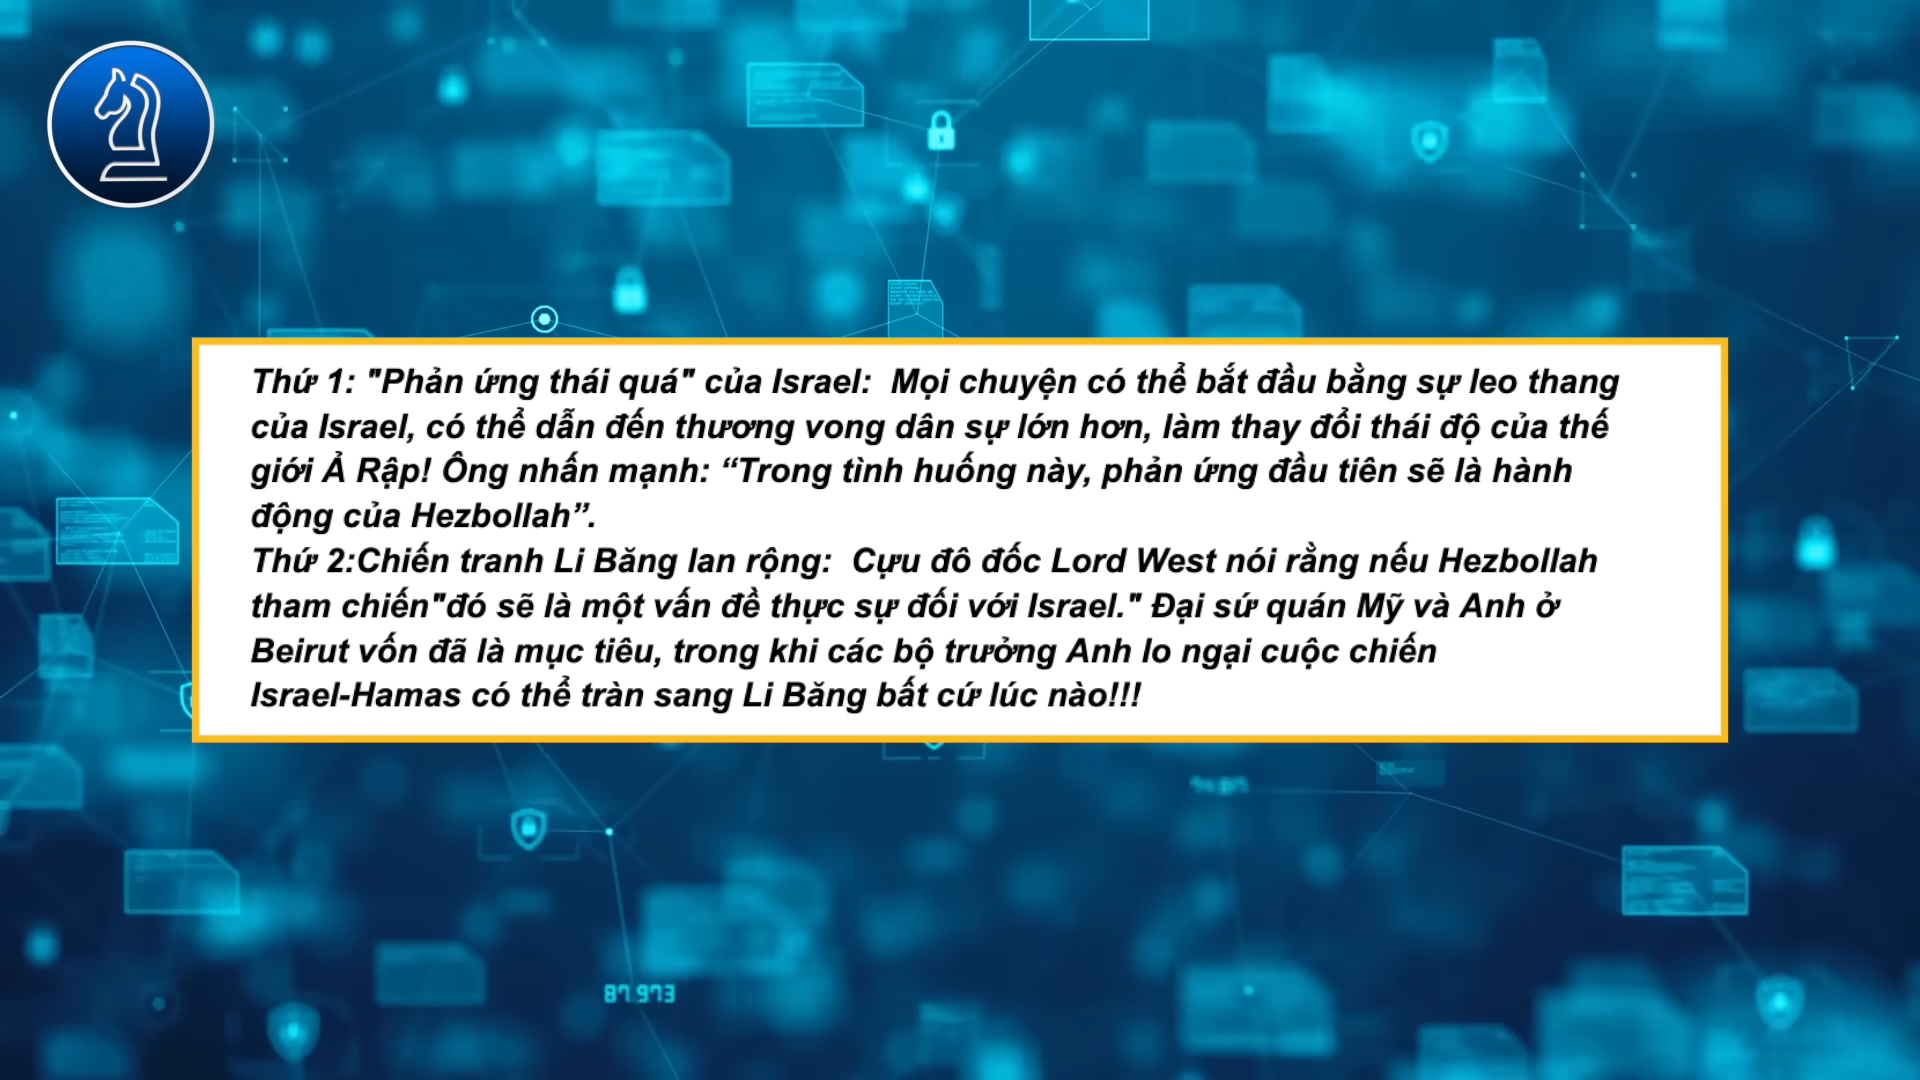 Thứ 1: "Phản ứng thái quá" của Israel:  Mọi chuyện có thể bắt đầu bằng sự leo thang
của Israel, có thể dẫn đến thương vong dân sự lớn hơn, làm thay đổi thái độ của thế
giới Ả Rập! Ông nhấn mạnh: “Trong tình huống này, phản ứng đầu tiên sẽ là hành
động của Hezbollah”.
Thứ 2:Chiến tranh Li Băng lan rộng:  Cựu đô đốc Lord West nói rằng nếu Hezbollah
tham chiến"đó sẽ là một vấn đề thực sự đối với Israel." Đại sứ quán Mỹ và Anh ở
Beirut vốn đã là mục tiêu, trong khi các bộ trưởng Anh lo ngại cuộc chiến
Israel-Hamas có thể tràn sang Li Băng bất cứ lúc nào!!!
87.973